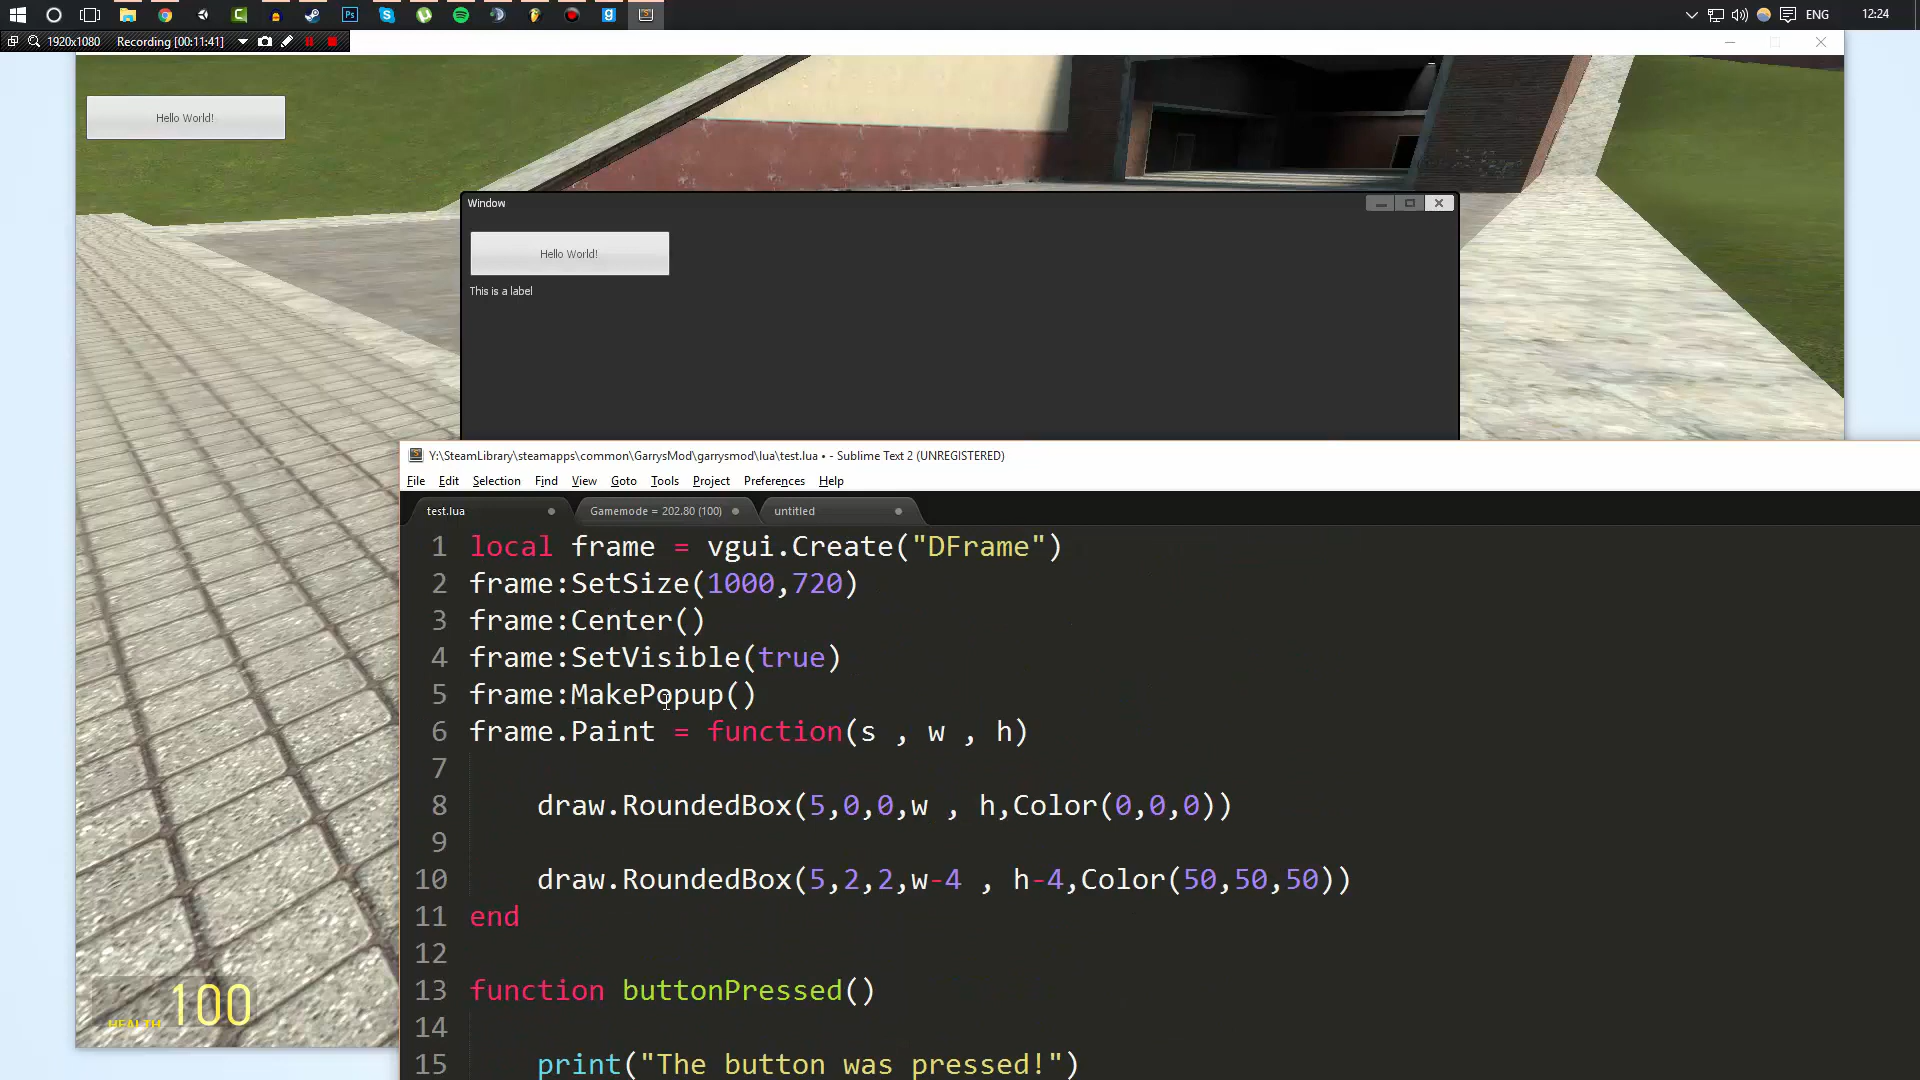 ENG
12:24
1920x1080
Recording [00:11:41]
Hello World!
Window
Hello World!
This is a label
Y:\SteamLibrary\steamapps\common\GarrysMod\garrysmod\lua\test.lua • - Sublime Text 2 (UNREGISTERED)
File Edit Selection Find View Goto Tools Project Preferences Help
test.lua
Gamemode = 202.80 (100)
untitled
1 local frame = vgui.Create("DFrame")
2 frame:SetSize(1000,720)
3 frame:Center()
4 frame:SetVisible(true)
5 frame:MakePopup()
6 frame.Paint = function(s , w , h)
7
8 draw.RoundedBox(5,0,0,w , h,Color(0,0,0))
9
10 draw.RoundedBox(5,2,2,w-4 , h-4,Color(50,50,50))
11 end
12
13 function buttonPressed()
14
15 print("The button was pressed!")
HEALTH 100